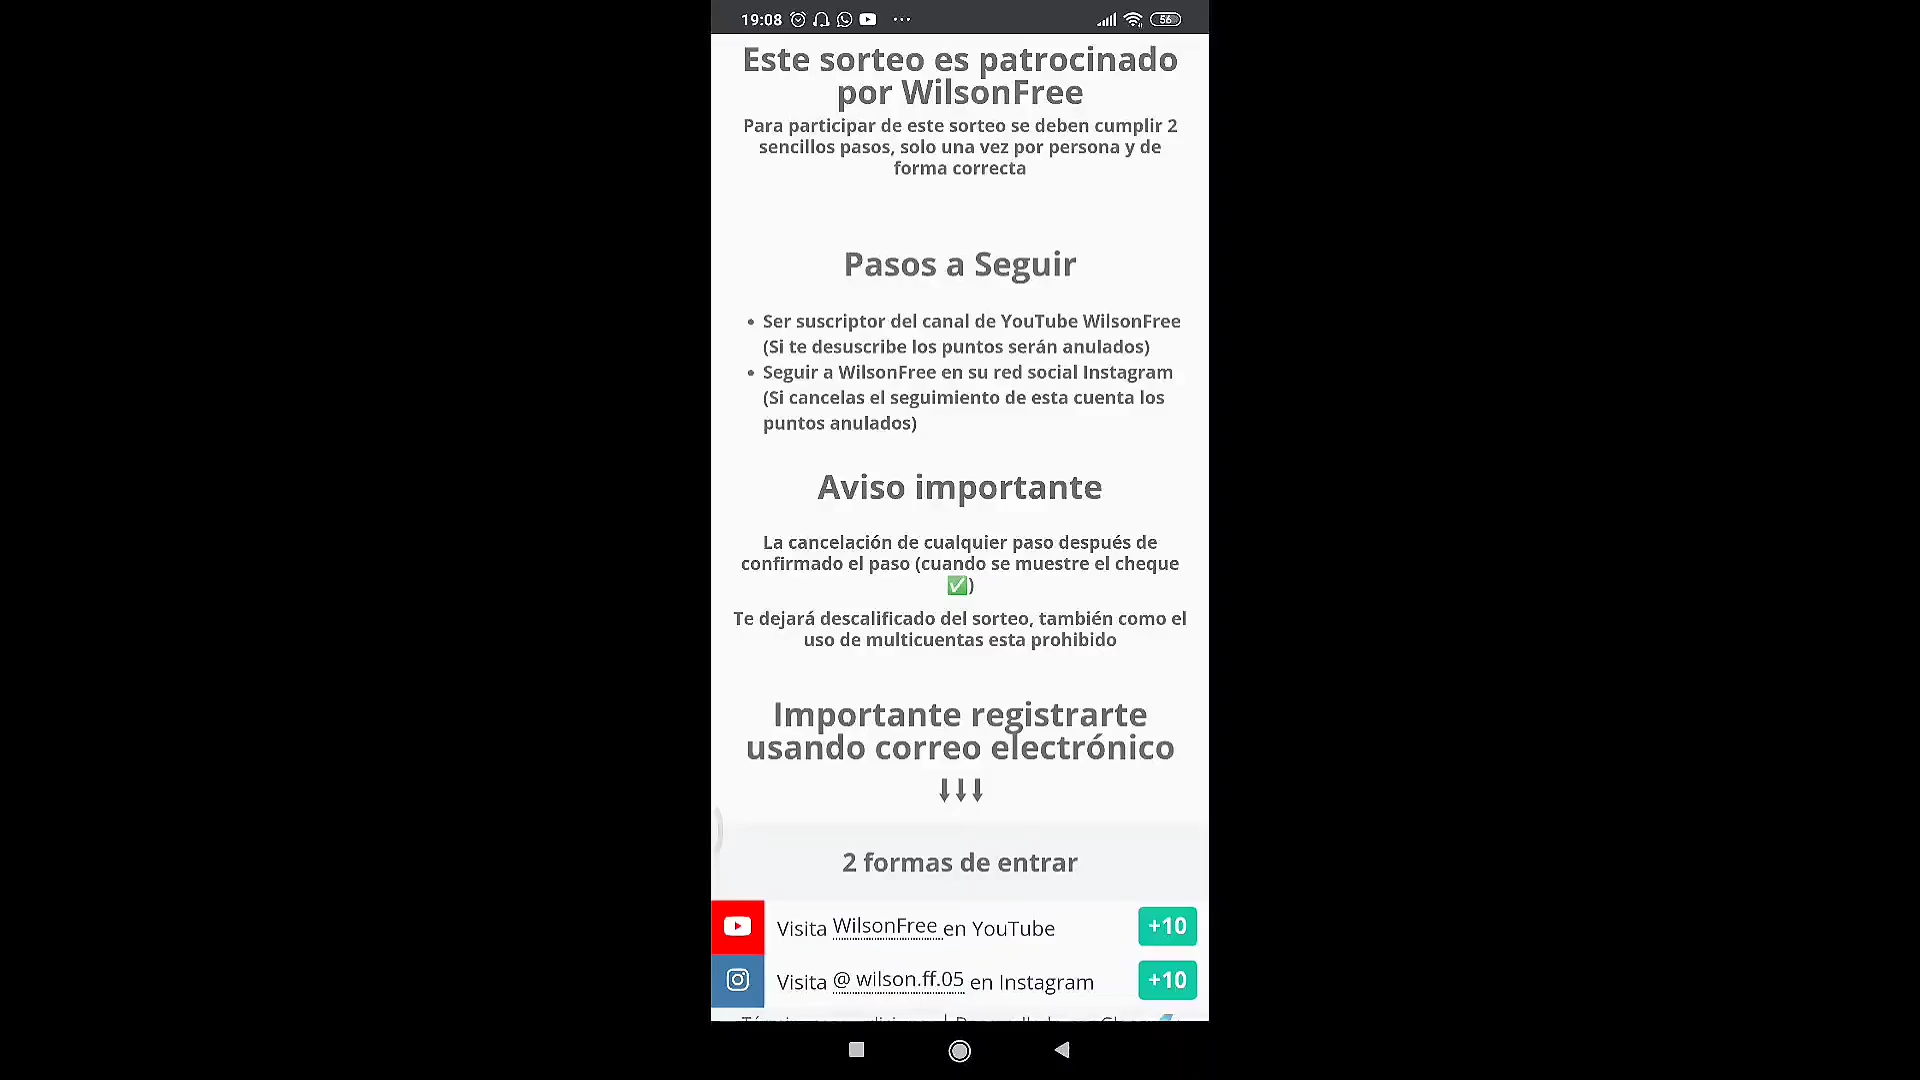 19:08
56
Este sorteo es patrocinado
por WilsonFree
Para participar de este sorteo se deben cumplir 2
sencillos pasos, solo una vez por persona y de
forma correcta
Pasos a Seguir
• Ser suscriptor del canal de YouTube WilsonFree
(Si te desuscribe los puntos serán anulados)
• Seguir a WilsonFree en su red social Instagram
(Si cancelas el seguimiento de esta cuenta los
puntos anulados)
Aviso importante
La cancelación de cualquier paso después de
confirmado el paso (cuando se muestre el cheque
✅)
Te dejará descalificado del sorteo, también como el
uso de multicuentas esta prohibido
Importante registrarte
usando correo electrónico
⬇⬇⬇
2 formas de entrar
Visita WilsonFree en YouTube +10
Visita @ wilson.ff.05 en Instagram +10